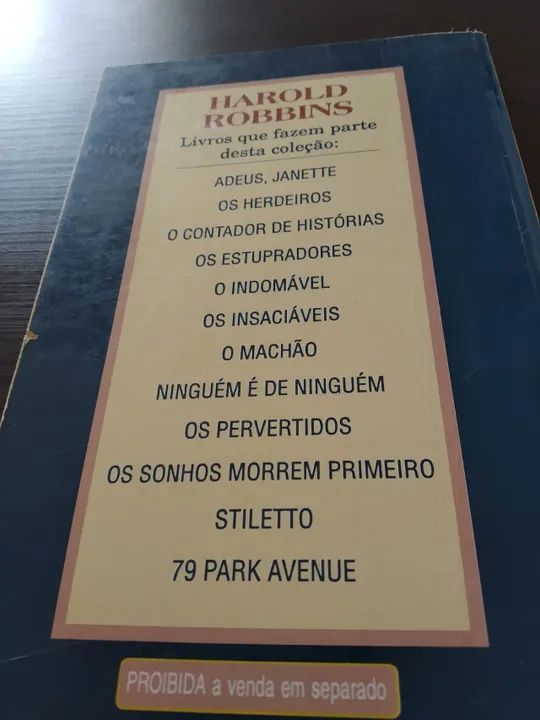 HAROLD
ROBBINS
Livros que fazem parte
desta coleção:
ADEUS, JANETTE
OS HERDEIROS
O CONTADOR DE HISTÓRIAS
OS ESTUPRADORES
O INDOMÁVEL
OS INSACIÁVEIS
O MACHÃO
NINGUÉM É DE NINGUÉM
OS PERVERTIDOS
OS SONHOS MORREM PRIMEIRO
STILETTO
79 PARK AVENUE
PROIBIDA a venda em separado